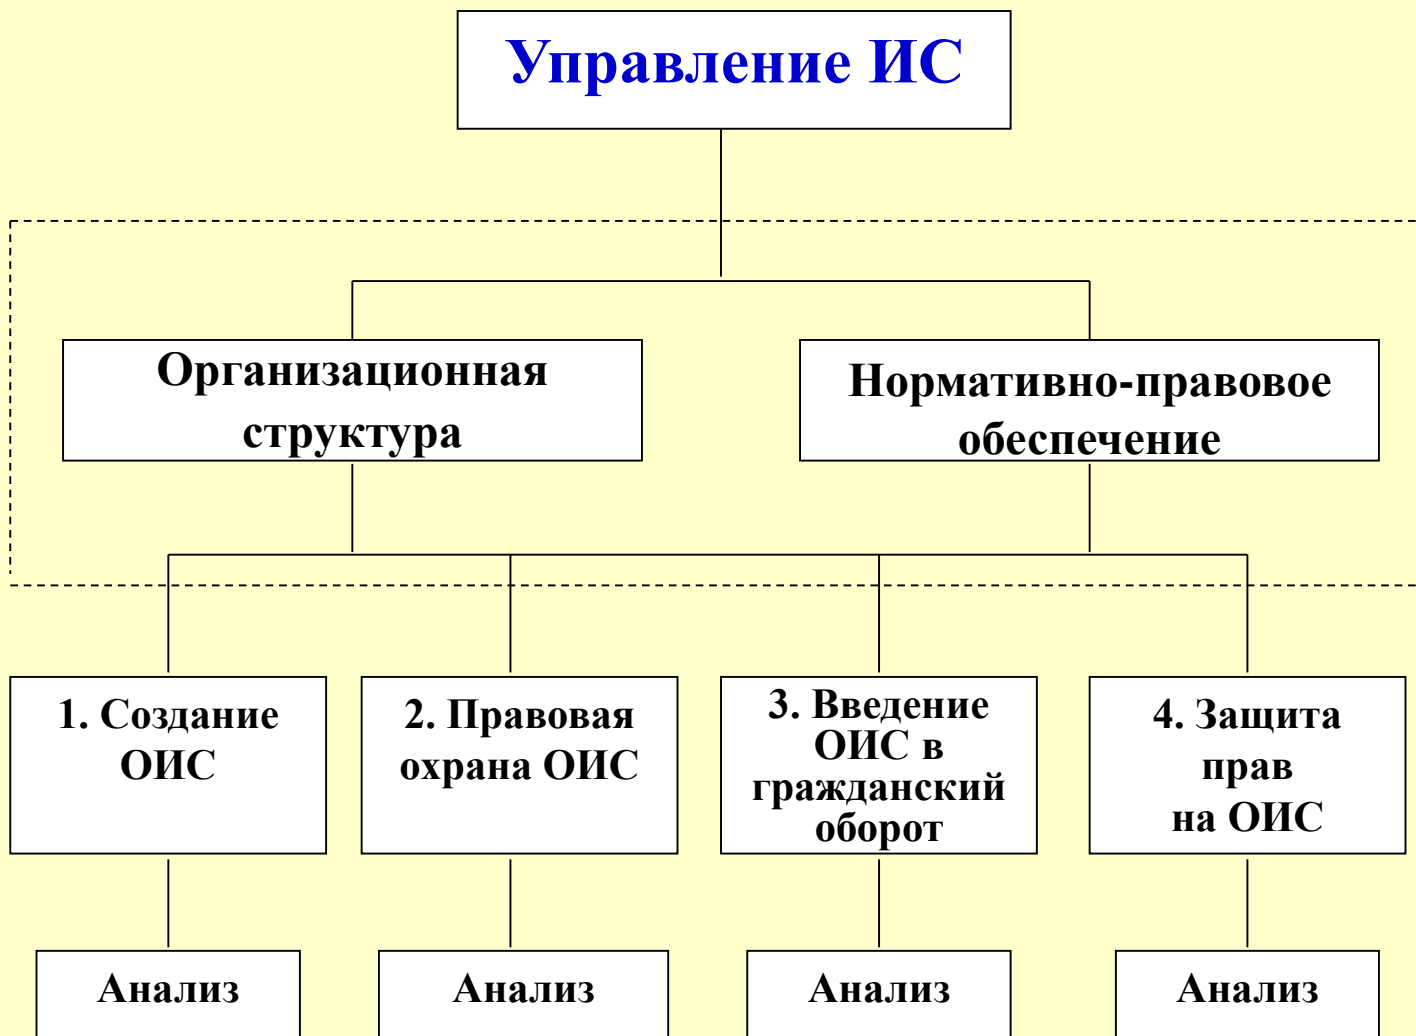 Управление ИС
Организационная
структура
Нормативно-правовое
обеспечение
1. Создание
ОИС
2. Правовая
охрана ОИС
3. Введение
ОИС в
гражданский
оборот
4. Защита
прав
на ОИС
Анализ
Анализ
Анализ
Анализ